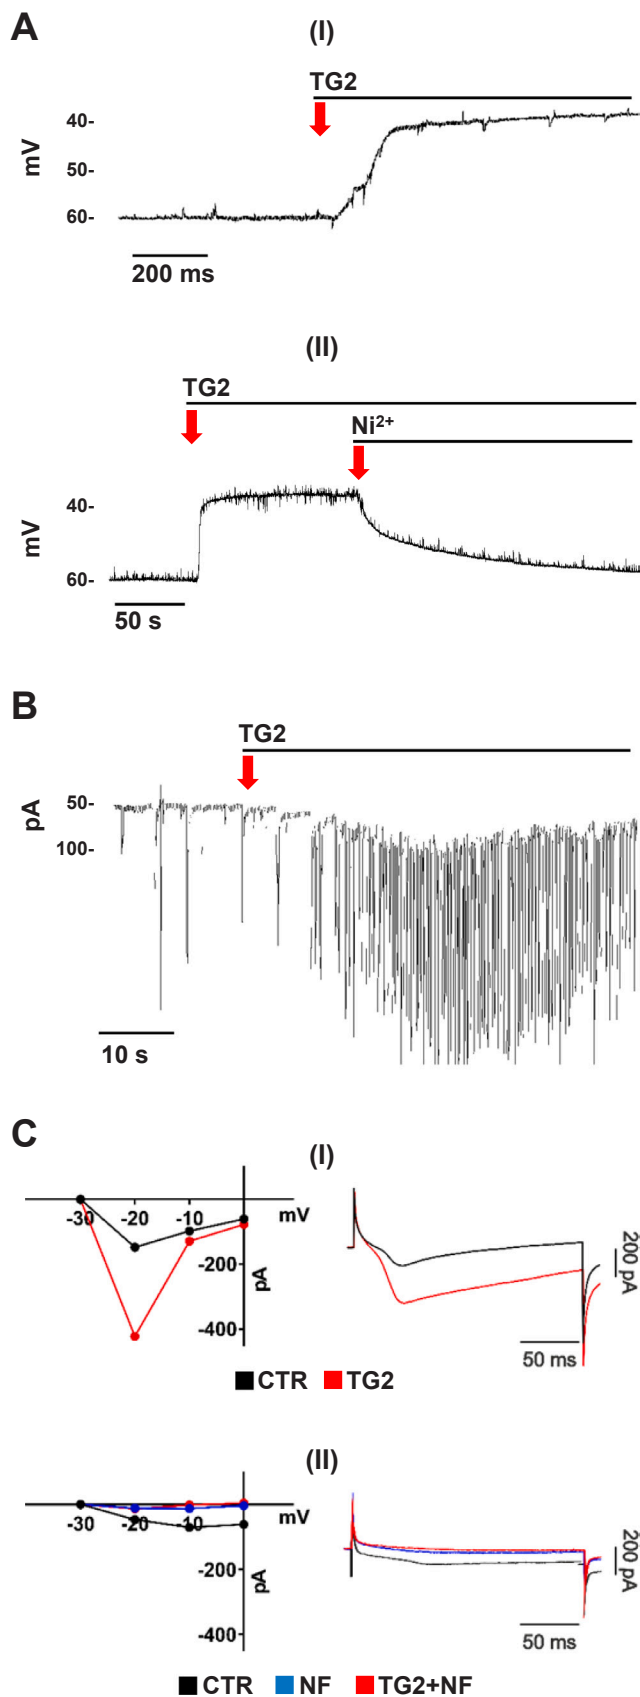 A
(I)
TG2
40-
50-
60-
mV
200 ms
(II)
TG2
Ni²⁺
40-
60-
mV
50 s
B
TG2
50-
100-
pA
10 s
C
(I)
-30 -20 -10 mV
-200
-400
pA
200 pA
50 ms
CTR TG2
(II)
-30 -20 -10 mV
-200
-400
pA
200 pA
50 ms
CTR NF TG2+NF